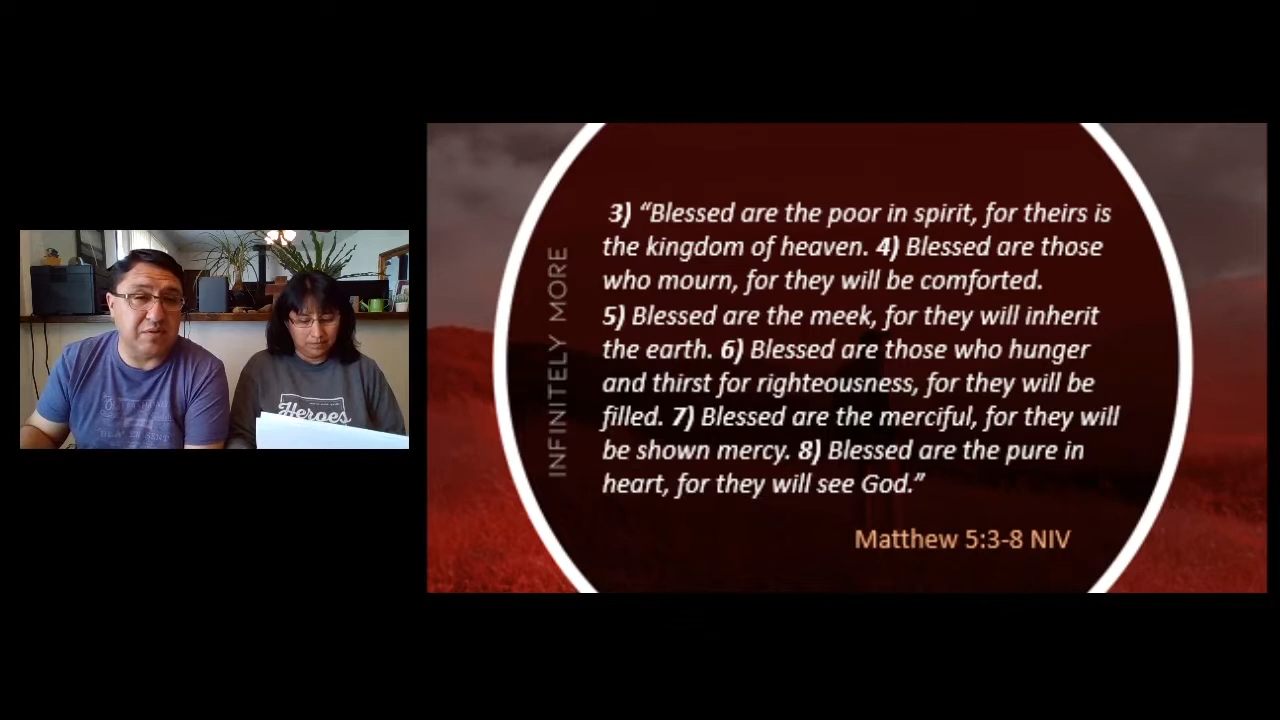 Heroes
INFINITELY MORE
3) “Blessed are the poor in spirit, for theirs is
the kingdom of heaven. 4) Blessed are those
who mourn, for they will be comforted.
5) Blessed are the meek, for they will inherit
the earth. 6) Blessed are those who hunger
and thirst for righteousness, for they will be
filled. 7) Blessed are the merciful, for they will
be shown mercy. 8) Blessed are the pure in
heart, for they will see God.”
Matthew 5:3-8 NIV